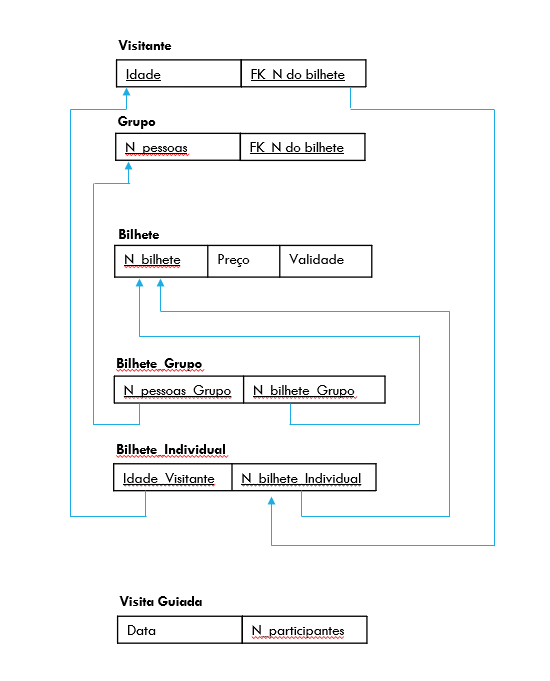 Visitante
Idade FK_N do bilhete
Grupo
N_pessoas FK_N do bilhete
Bilhete
N_bilhete Preço Validade
Bilhete_Grupo
N_pessoas_Grupo N_bilhete_Grupo
Bilhete_Individual
Idade_Visitante N_bilhete_Individual
Visita Guiada
Data N_participantes